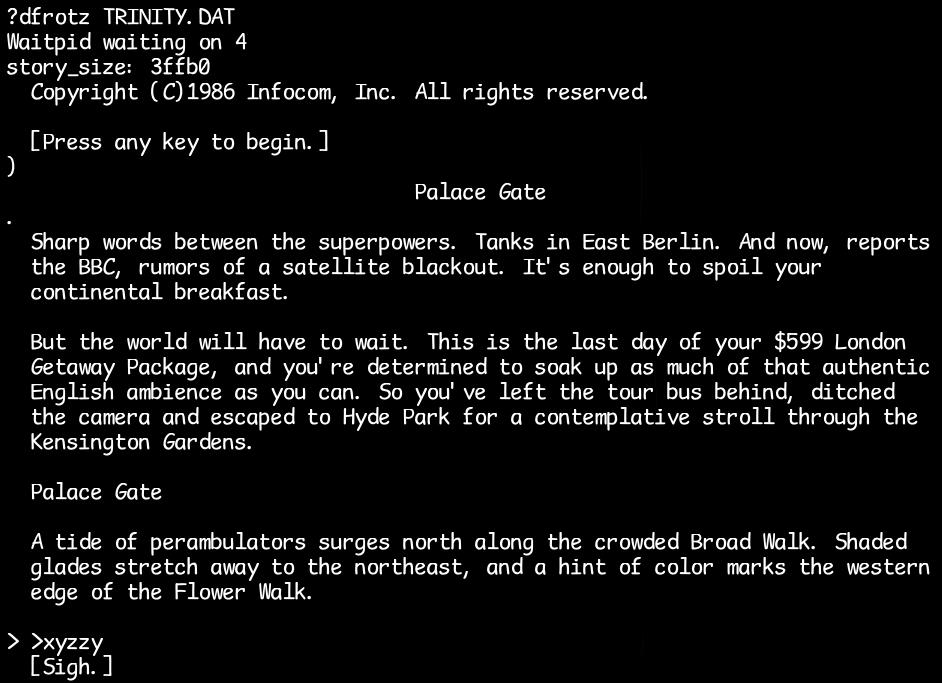 ?dfrotz TRINITY.DAT
Waitpid waiting on 4
story_size: 3ffb0
Copyright (C)1986 Infocom, Inc. All rights reserved.
[Press any key to begin.]
)
Palace Gate
.
Sharp words between the superpowers. Tanks in East Berlin. And now, reports
the BBC, rumors of a satellite blackout. It's enough to spoil your
continental breakfast.
But the world will have to wait. This is the last day of your $599 London
Getaway Package, and you're determined to soak up as much of that authentic
English ambience as you can. So you've left the tour bus behind, ditched
the camera and escaped to Hyde Park for a contemplative stroll through the
Kensington Gardens.
Palace Gate
A tide of perambulators surges north along the crowded Broad Walk. Shaded
glades stretch away to the northeast, and a hint of color marks the western
edge of the Flower Walk.
> >xyzzy
[Sigh.]